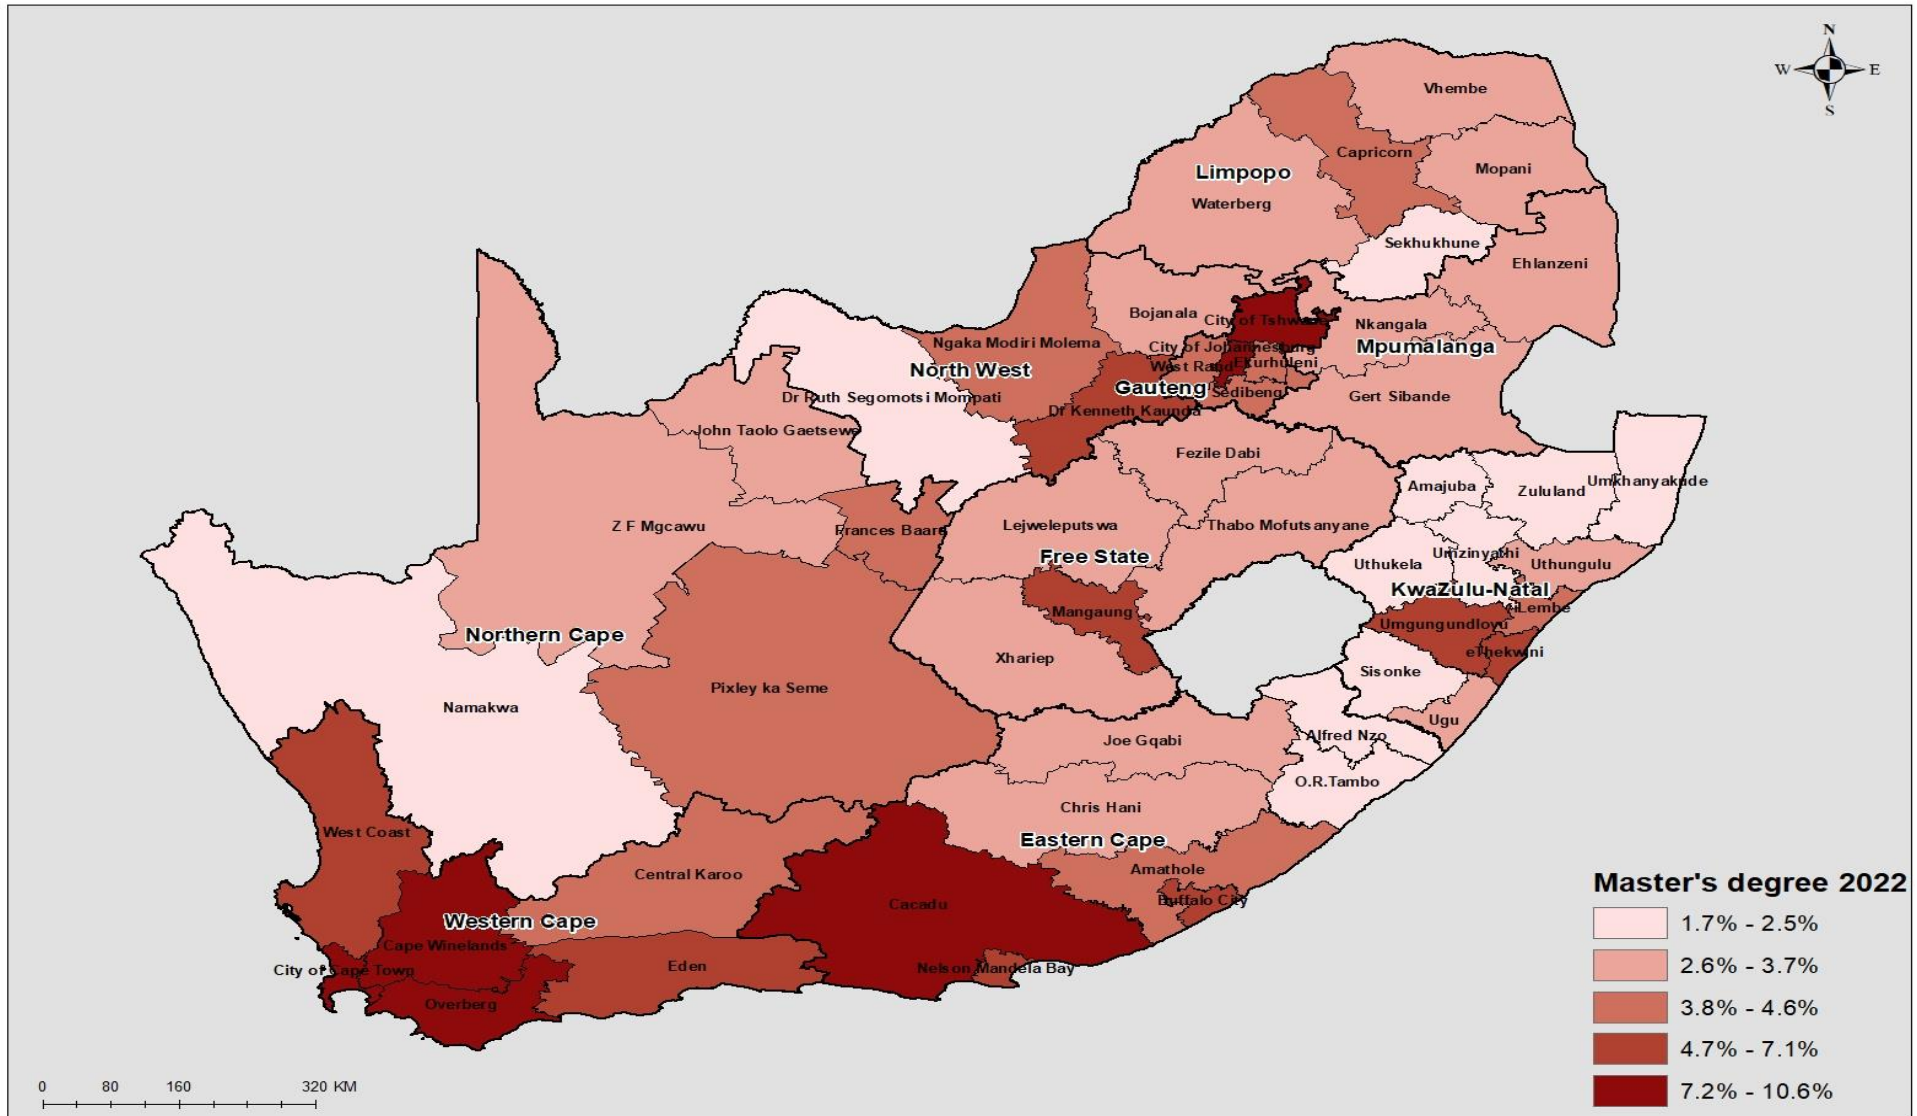 N
W E
S
Vhembe
Capricorn
Mopani
Limpopo
Waterberg
Sekhukhune
Ehlanzeni
Bojanala
City of Tshwane
Nkangala
Ngaka Modiri Molema
City of Johannesburg
Mpumalanga
North West
West Rand
Ekurhuleni
Gauteng
Sedibeng
Gert Sibande
Dr Ruth Segomotsi Mompati
Dr Kenneth Kaunda
John Taolo Gaetsewe
Fezile Dabi
Amajuba
Zululand
Umkhanyakude
Z F Mgcawu
Frances Baard
Lejweleputswa
Thabo Mofutsanyane
Free State
Uthukela
Umzinyathi
Uthungulu
KwaZulu-Natal
iLembe
Mangaung
Umgungundlovu
Northern Cape
eThekwini
Xhariep
Sisonke
Pixley ka Seme
Namakwa
Ugu
Joe Gqabi
Alfred Nzo
O.R.Tambo
Chris Hani
West Coast
Eastern Cape
Central Karoo
Amathole
Buffalo City
Cacadu
Western Cape
Cape Winelands
City of Cape Town
Eden
Nelson Mandela Bay
Overberg
Master's degree 2022
1.7% - 2.5%
2.6% - 3.7%
3.8% - 4.6%
4.7% - 7.1%
7.2% - 10.6%
0 80 160 320 KM